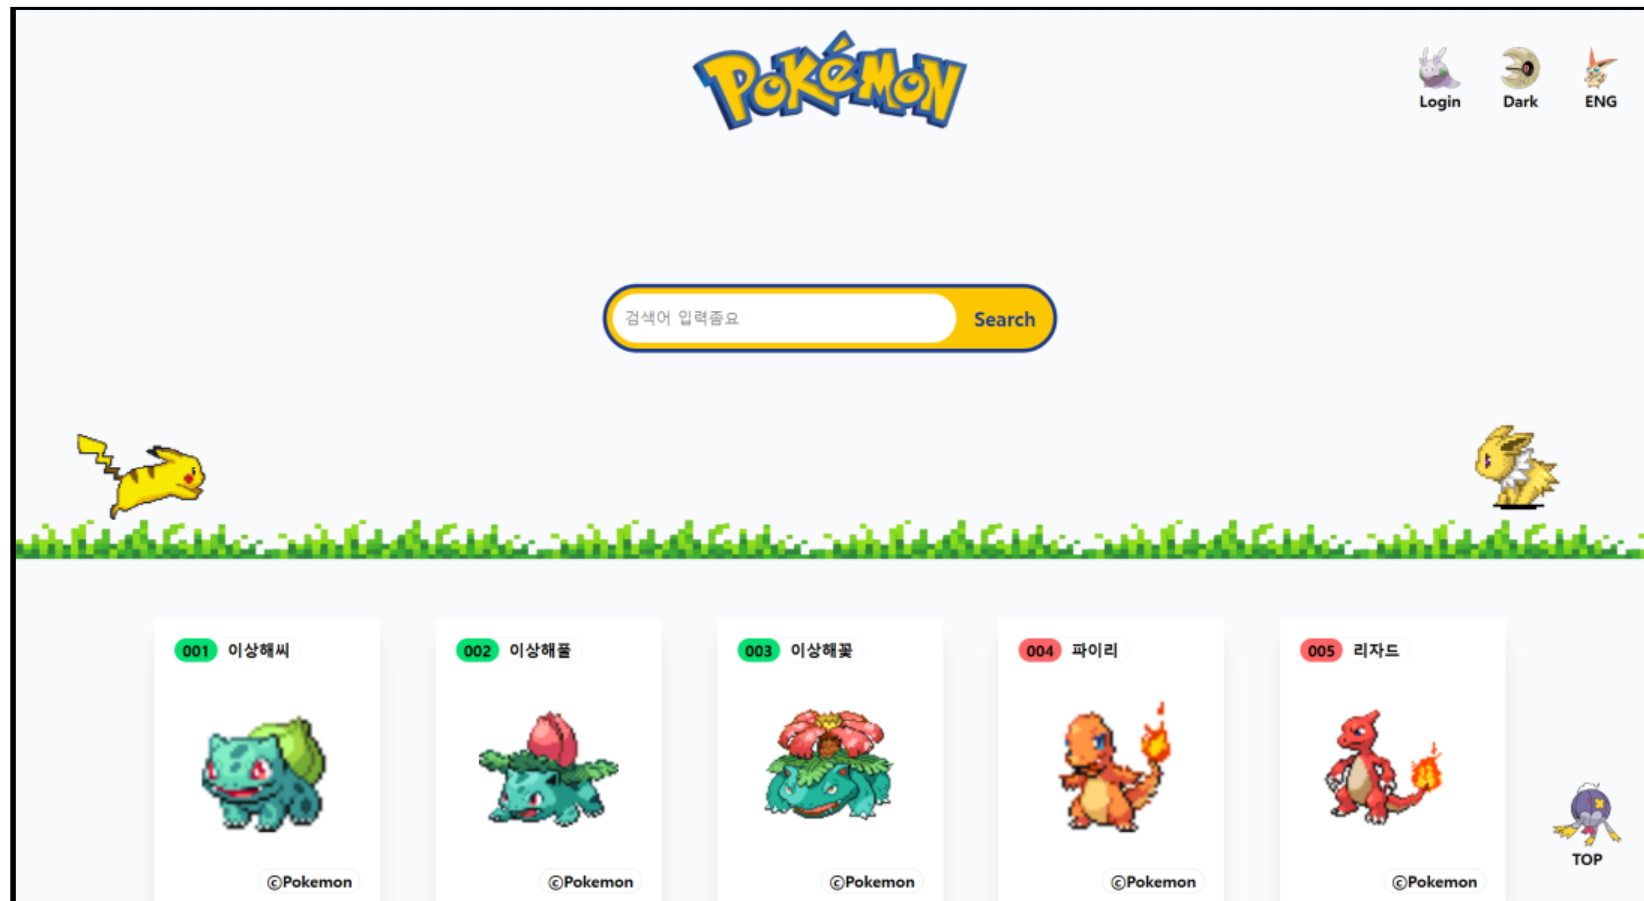 POKéMON
Login
Dark
ENG
검색어 입력좀요
Search
001 이상해씨
002 이상해풀
003 이상해꽃
004 파이리
005 리자드
TOP
©Pokemon
©Pokemon
©Pokemon
©Pokemon
©Pokemon